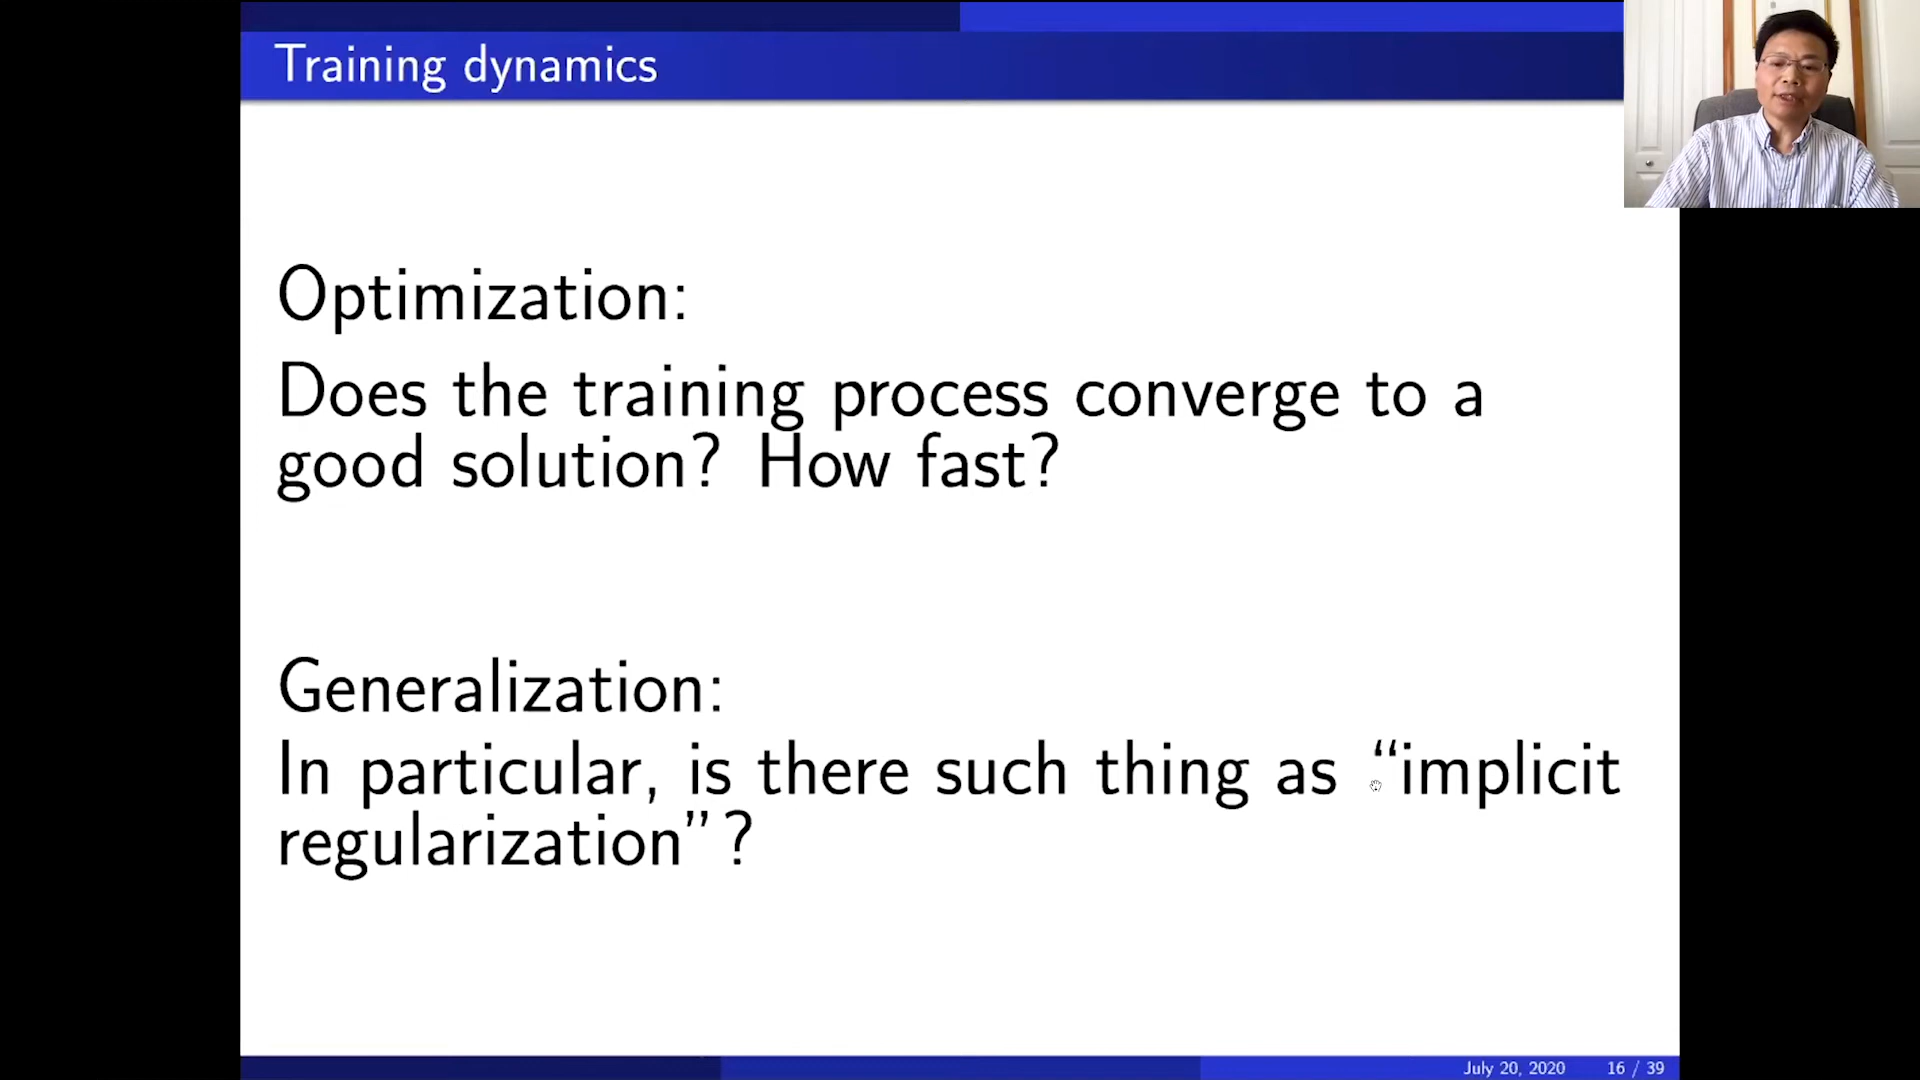 Training dynamics
Optimization:
Does the training process converge to a
good solution? How fast?
Generalization:
In particular, is there such thing as “implicit
regularization”?
July 20, 2020 16 / 39